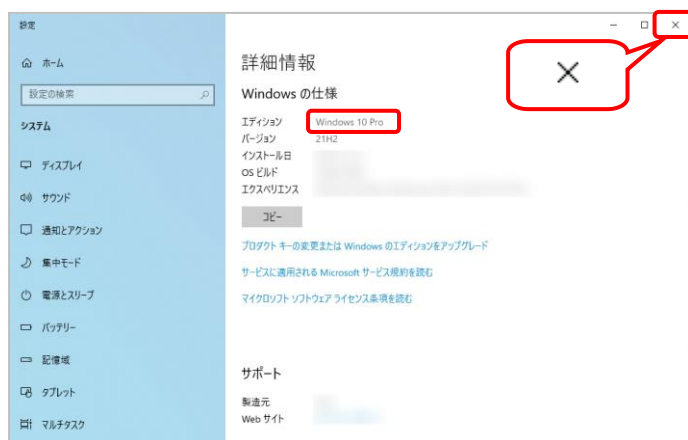 設定
ホーム
設定の検索
システム
ディスプレイ
サウンド
通知とアクション
集中モード
電源とスリープ
バッテリー
記憶域
タブレット
マルチタスク
詳細情報
Windows の仕様
エディション Windows 10 Pro
バージョン 21H2
インストール日
OS ビルド
エクスペリエンス
コピー
プロダクト キーの変更または Windows のエディションをアップグレード
サービスに適用される Microsoft サービス規約を読む
マイクロソフト ソフトウェア ライセンス条項を読む
サポート
製造元
Web サイト